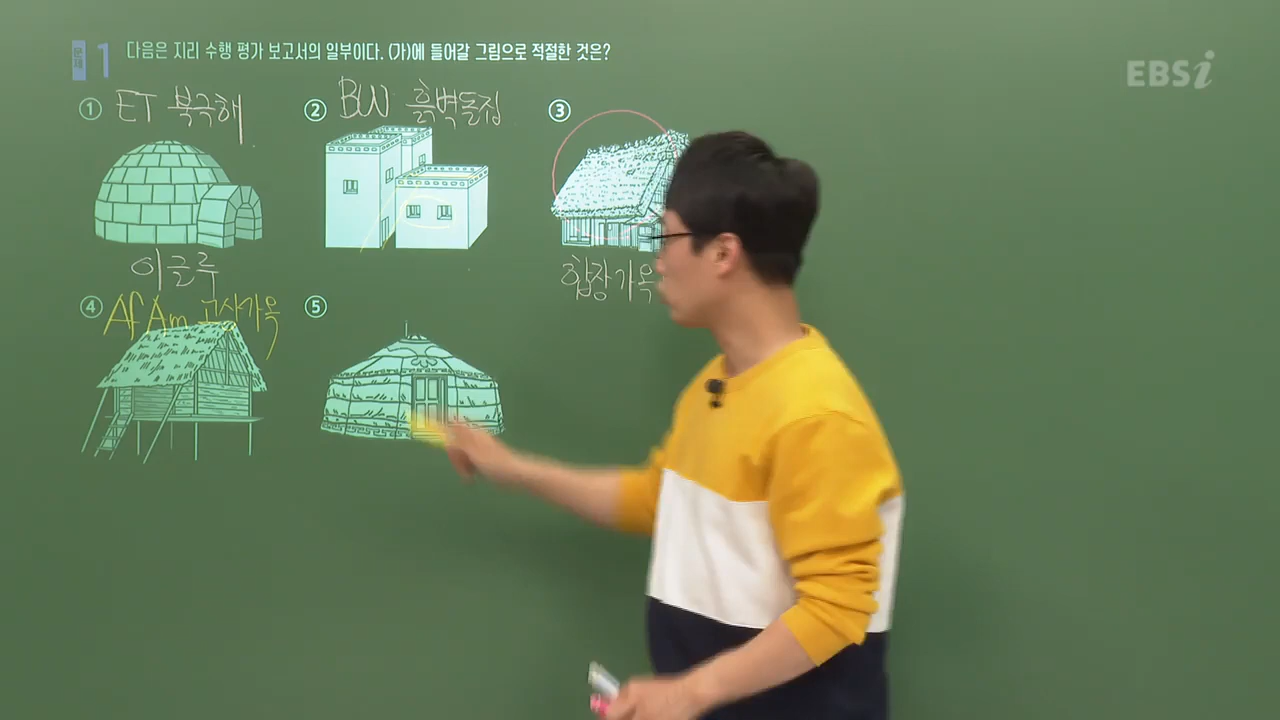 문제 1 다음은 지리 수행 평가 보고서의 일부이다. (가)에 들어갈 그림으로 적절한 것은?
EBSi
① ET 북극해
② BW 흙벽돌집
③
이글루
합장가옥
④ Af Am 고상가옥
⑤